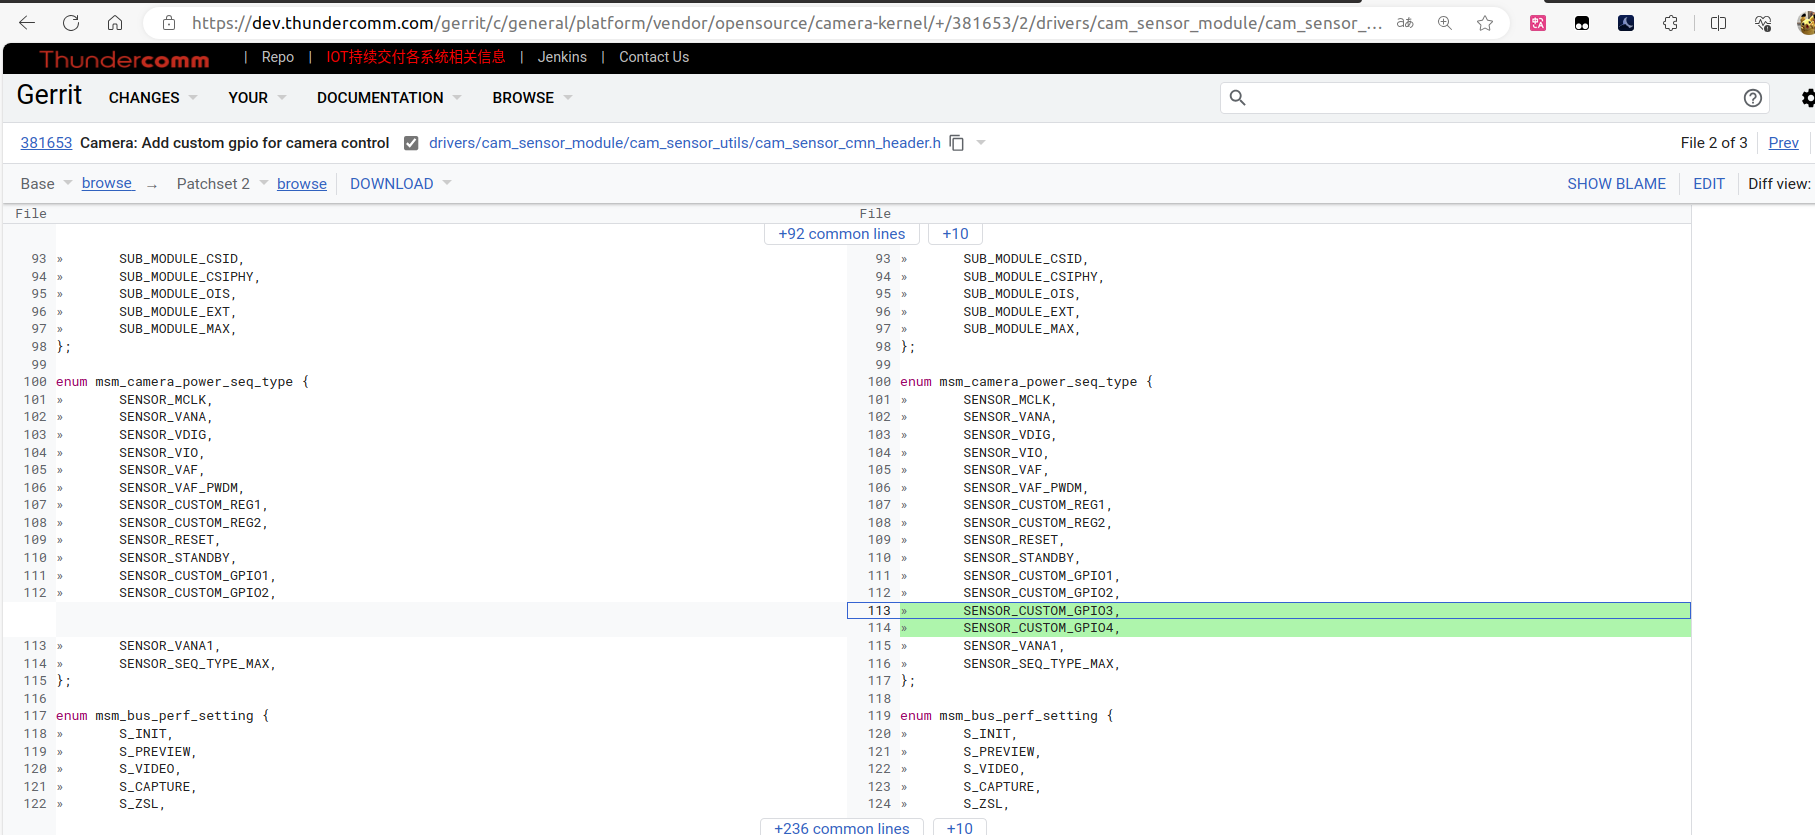 https://dev.thundercomm.com/gerrit/c/general/platform/vendor/opensource/camera-kernel/+/381653/2/drivers/cam_sensor_module/cam_sensor_...
Thundercomm | Repo | IOT持续交付各系统相关信息 | Jenkins | Contact Us
Gerrit CHANGES YOUR DOCUMENTATION BROWSE
381653 Camera: Add custom gpio for camera control drivers/cam_sensor_module/cam_sensor_utils/cam_sensor_cmn_header.h File 2 of 3 Prev
Base browse → Patchset 2 browse DOWNLOAD SHOW BLAME EDIT Diff view:
File File
+92 common lines +10
93 » SUB_MODULE_CSID, 93 » SUB_MODULE_CSID,
94 » SUB_MODULE_CSIPHY, 94 » SUB_MODULE_CSIPHY,
95 » SUB_MODULE_OIS, 95 » SUB_MODULE_OIS,
96 » SUB_MODULE_EXT, 96 » SUB_MODULE_EXT,
97 » SUB_MODULE_MAX, 97 » SUB_MODULE_MAX,
98 }; 98 };
99 99
100 enum msm_camera_power_seq_type { 100 enum msm_camera_power_seq_type {
101 » SENSOR_MCLK, 101 » SENSOR_MCLK,
102 » SENSOR_VANA, 102 » SENSOR_VANA,
103 » SENSOR_VDIG, 103 » SENSOR_VDIG,
104 » SENSOR_VIO, 104 » SENSOR_VIO,
105 » SENSOR_VAF, 105 » SENSOR_VAF,
106 » SENSOR_VAF_PWDM, 106 » SENSOR_VAF_PWDM,
107 » SENSOR_CUSTOM_REG1, 107 » SENSOR_CUSTOM_REG1,
108 » SENSOR_CUSTOM_REG2, 108 » SENSOR_CUSTOM_REG2,
109 » SENSOR_RESET, 109 » SENSOR_RESET,
110 » SENSOR_STANDBY, 110 » SENSOR_STANDBY,
111 » SENSOR_CUSTOM_GPIO1, 111 » SENSOR_CUSTOM_GPIO1,
112 » SENSOR_CUSTOM_GPIO2, 112 » SENSOR_CUSTOM_GPIO2,
113 » SENSOR_CUSTOM_GPIO3,
114 » SENSOR_CUSTOM_GPIO4,
113 » SENSOR_VANA1, 115 » SENSOR_VANA1,
114 » SENSOR_SEQ_TYPE_MAX, 116 » SENSOR_SEQ_TYPE_MAX,
115 }; 117 };
116 118
117 enum msm_bus_perf_setting { 119 enum msm_bus_perf_setting {
118 » S_INIT, 120 » S_INIT,
119 » S_PREVIEW, 121 » S_PREVIEW,
120 » S_VIDEO, 122 » S_VIDEO,
121 » S_CAPTURE, 123 » S_CAPTURE,
122 » S_ZSL, 124 » S_ZSL,
+236 common lines +10